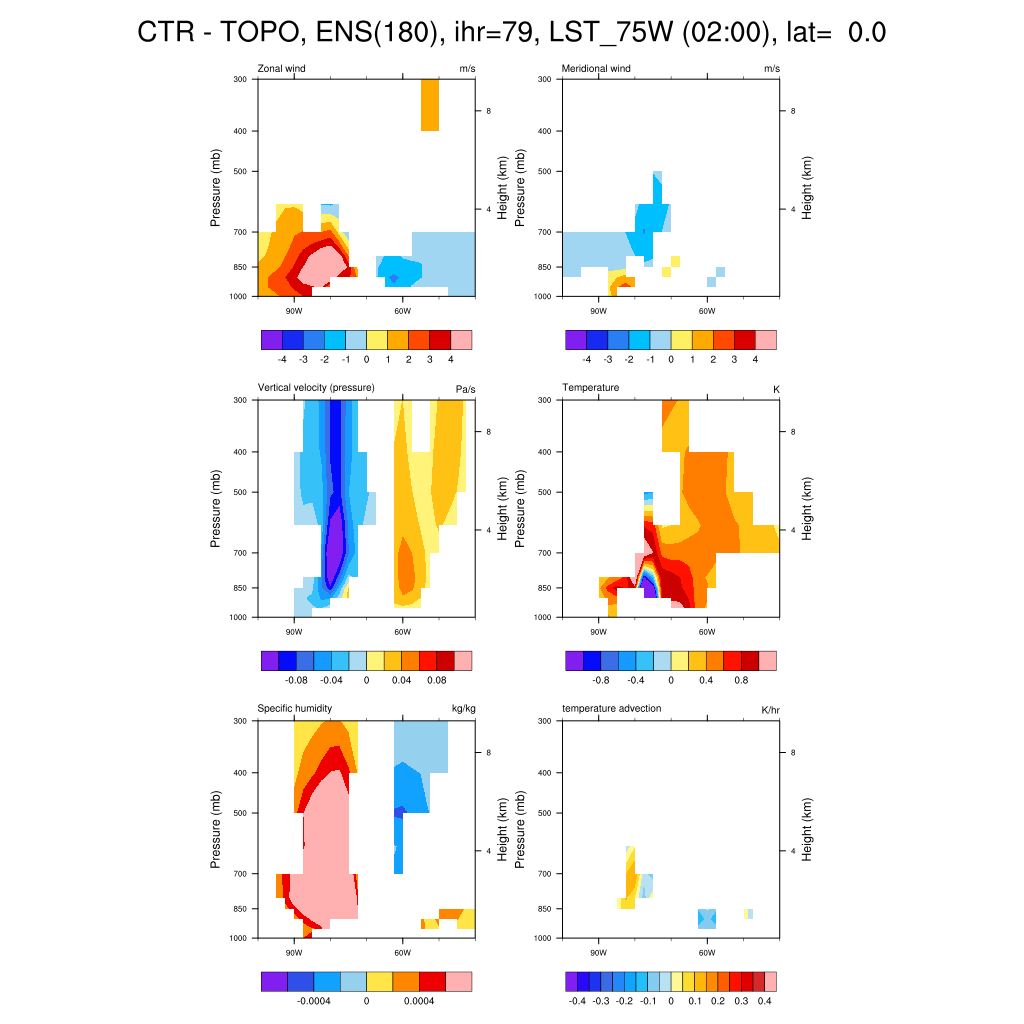 CTR - TOPO, ENS(180), ihr=79, LST_75W (02:00), lat=  0.0
Zonal wind m/s
Pressure (mb)
Height (km)
300
400
500
700
850
1000
8
4
90W 60W
-4 -3 -2 -1 0 1 2 3 4
Meridional wind m/s
Pressure (mb)
Height (km)
300
400
500
700
850
1000
8
4
90W 60W
-4 -3 -2 -1 0 1 2 3 4
Vertical velocity (pressure) Pa/s
Pressure (mb)
Height (km)
300
400
500
700
850
1000
8
4
90W 60W
-0.08 -0.04 0 0.04 0.08
Temperature K
Pressure (mb)
Height (km)
300
400
500
700
850
1000
8
4
90W 60W
-0.8 -0.4 0 0.4 0.8
Specific humidity kg/kg
Pressure (mb)
Height (km)
300
400
500
700
850
1000
8
4
90W 60W
-0.0004 0 0.0004
temperature advection K/hr
Pressure (mb)
Height (km)
300
400
500
700
850
1000
8
4
90W 60W
-0.4 -0.3 -0.2 -0.1 0 0.1 0.2 0.3 0.4